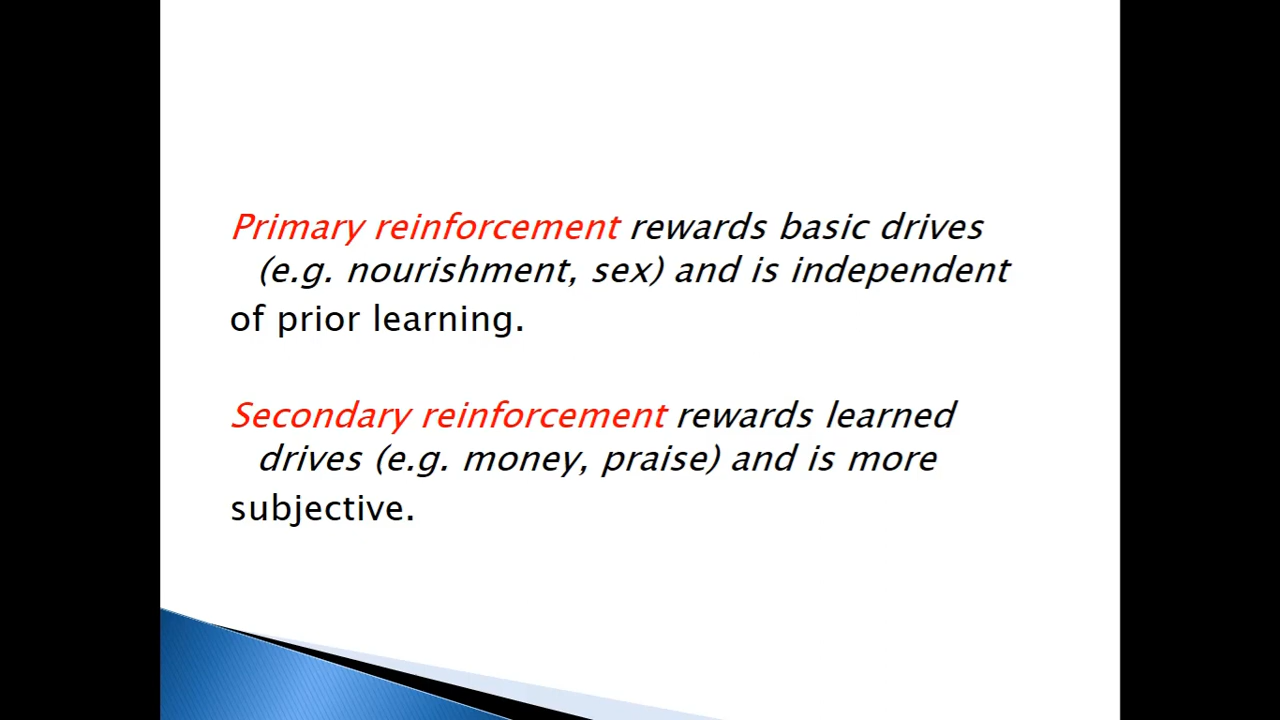 Primary reinforcement rewards basic drives
(e.g. nourishment, sex) and is independent
of prior learning.
Secondary reinforcement rewards learned
drives (e.g. money, praise) and is more
subjective.